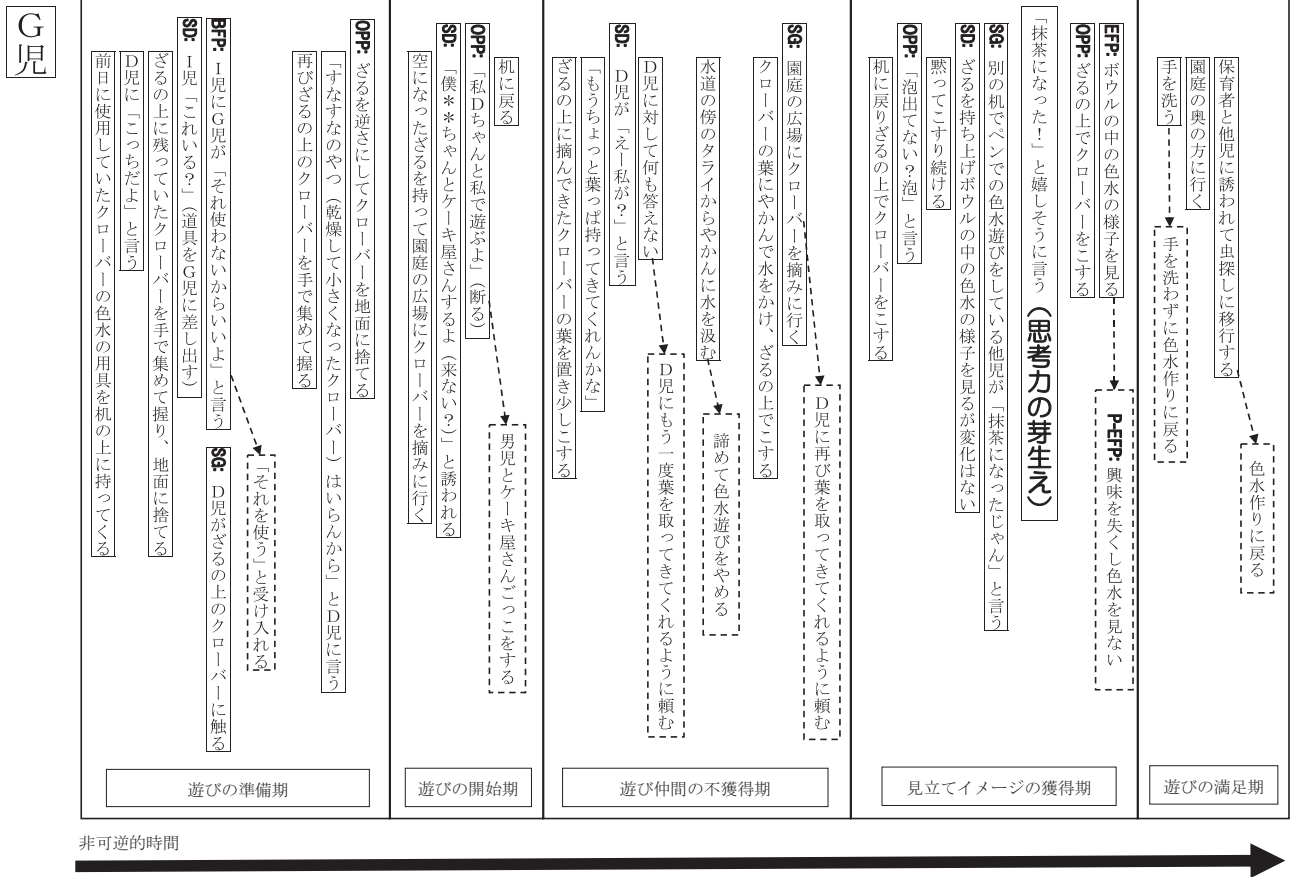 G児
前日に使用していたクローバーの色水の用具を机の上に持ってくる
D児に「こっちだよ」と言う
ざるの上に残っていたクローバーを手で集めて握り、地面に捨てる
SD: I児「これいる?」(道具をG児に差し出す)
BFP: I児にG児が「それ使わないからいいよ」と言う
SG: D児がざるの上のクローバーに触る
「それを使う」と受け入れる
再びざるの上のクローバーを手で集めて握る
「すなすなのやつ(乾燥して小さくなったクローバー)はいらんから」とD児に言う
OPP: ざるを逆さにしてクローバーを地面に捨てる
遊びの準備期
空になったざるを持って園庭の広場にクローバーを摘みに行く
SD: 「僕**ちゃんとケーキ屋さんするよ(来ない?)」と誘われる
OPP: 「私Dちゃんと私で遊ぶよ」(断る)
机に戻る
男児とケーキ屋さんごっこをする
遊びの開始期
ざるの上に摘んできたクローバーの葉を置き少しこする
「もうちょっと葉っぱ持ってきてくれんかな」
SD: D児が「えー私が?」と言う
D児に対して何も答えない
D児にもう一度葉を取ってきてくれるように頼む
水道の傍のタライからやかんに水を汲む
諦めて色水遊びをやめる
クローバーの葉にやかんで水をかけ、ざるの上でこする
SG: 園庭の広場にクローバーを摘みに行く
D児に再び葉を取ってきてくれるように頼む
遊び仲間の不獲得期
机に戻りざるの上でクローバーをこする
OPP: 「泡出てない?泡」と言う
黙ってこすり続ける
SD: ざるを持ち上げボウルの中の色水の様子を見るが変化はない
SG: 別の机でペンでの色水遊びをしている他児が「抹茶になったじゃん」と言う
「抹茶になった!」と嬉しそうに言う(思考力の芽生え)
OPP: ざるの上でクローバーをこする
EFP: ボウルの中の色水の様子を見る
P-EFP: 興味を失くし色水を見ない
見立てイメージの獲得期
手を洗う
手を洗わずに色水作りに戻る
園庭の奥の方に行く
保育者と他児に誘われて虫探しに移行する
色水作りに戻る
遊びの満足期
非可逆的時間